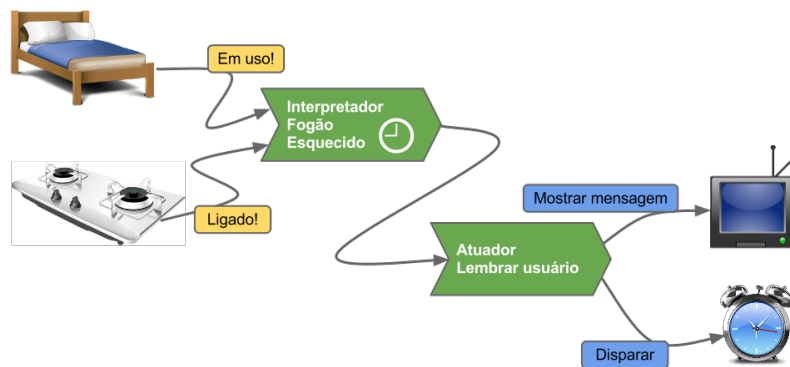 Em uso!
Interpretador
Fogão
Esquecido
Ligado!
Mostrar mensagem
Atuador
Lembrar usuário
Disparar